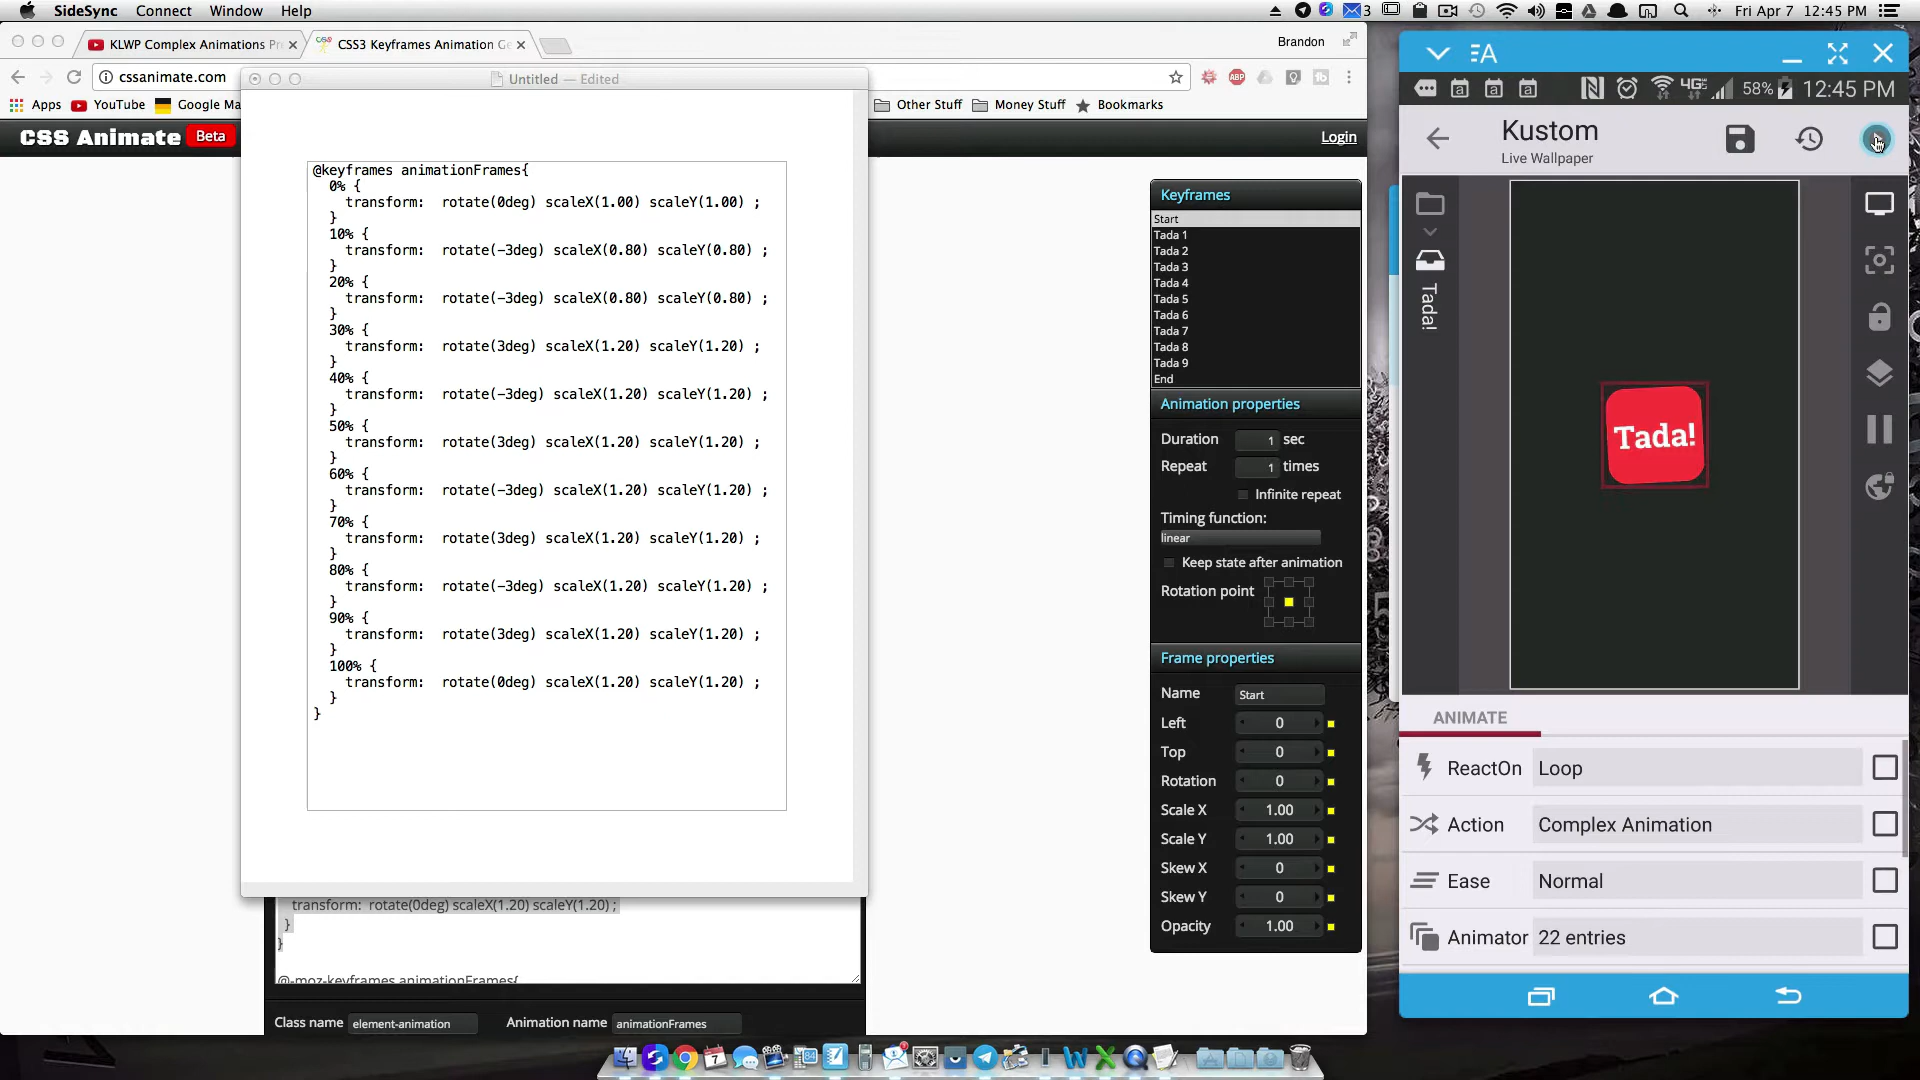 SideSync Connect Window Help
3 Fri Apr 7 12:45 PM
KLWP Complex Animations Pr
CSS3 Keyframes Animation Ge
Brandon
cssanimate.com
Untitled — Edited
ABP
Apps YouTube Google Ma
Other Stuff Money Stuff Bookmarks
CSS Animate Beta
Login
@keyframes animationFrames{
0% {
transform: rotate(0deg) scaleX(1.00) scaleY(1.00) ;
}
10% {
transform: rotate(-3deg) scaleX(0.80) scaleY(0.80) ;
}
20% {
transform: rotate(-3deg) scaleX(0.80) scaleY(0.80) ;
}
30% {
transform: rotate(3deg) scaleX(1.20) scaleY(1.20) ;
}
40% {
transform: rotate(-3deg) scaleX(1.20) scaleY(1.20) ;
}
50% {
transform: rotate(3deg) scaleX(1.20) scaleY(1.20) ;
}
60% {
transform: rotate(-3deg) scaleX(1.20) scaleY(1.20) ;
}
70% {
transform: rotate(3deg) scaleX(1.20) scaleY(1.20) ;
}
80% {
transform: rotate(-3deg) scaleX(1.20) scaleY(1.20) ;
}
90% {
transform: rotate(3deg) scaleX(1.20) scaleY(1.20) ;
}
100% {
transform: rotate(0deg) scaleX(1.20) scaleY(1.20) ;
}
}
transform: rotate(0deg) scaleX(1.20) scaleY(1.20) ;
}
}
@-moz-keyframes animationFrames{
Class name element-animation Animation name animationFrames
Keyframes
Start
Tada 1
Tada 2
Tada 3
Tada 4
Tada 5
Tada 6
Tada 7
Tada 8
Tada 9
End
Animation properties
Duration 1 sec
Repeat 1 times
Infinite repeat
Timing function:
linear
Keep state after animation
Rotation point
Frame properties
Name Start
Left 0
Top 0
Rotation 0
Scale X 1.00
Scale Y 1.00
Skew X 0
Skew Y 0
Opacity 1.00
58% 12:45 PM
Kustom
Live Wallpaper
Tada!
Tada!
ANIMATE
ReactOn Loop
Action Complex Animation
Ease Normal
Animator 22 entries